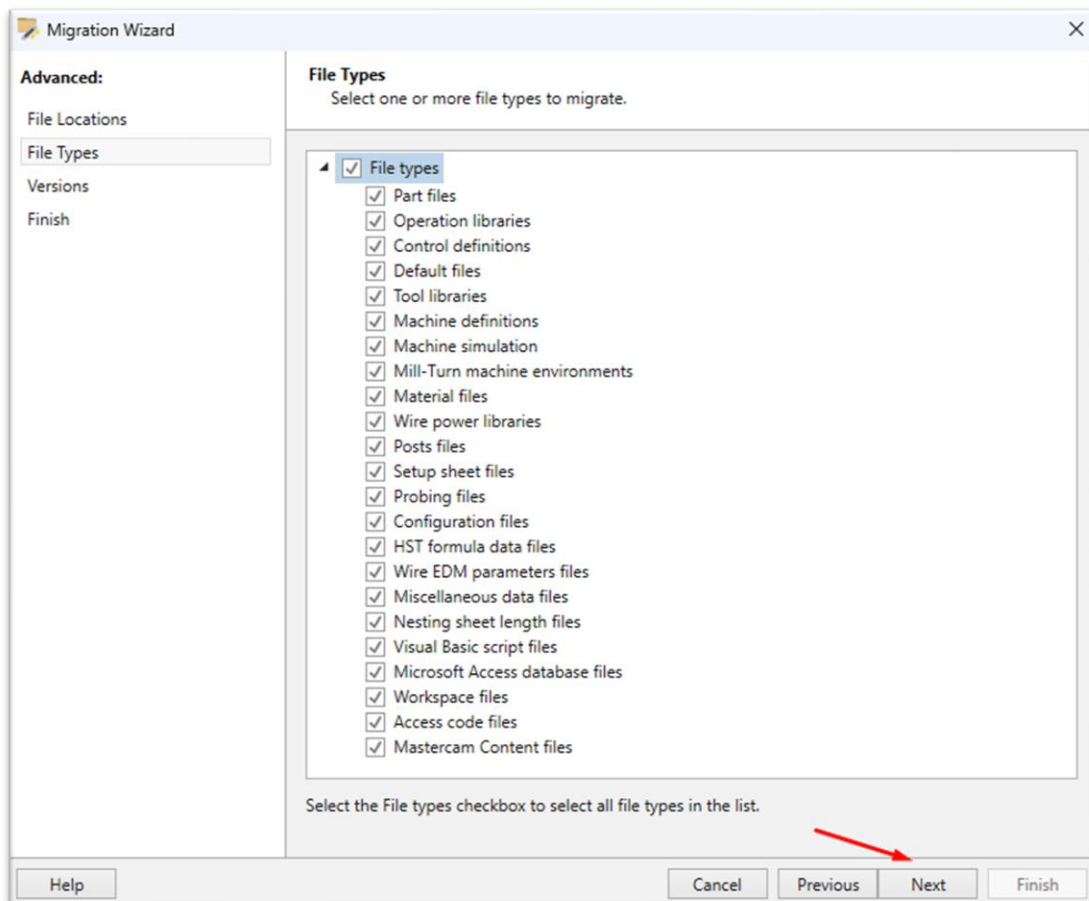 Migration Wizard
Advanced:
File Locations
File Types
Versions
Finish
File Types
Select one or more file types to migrate.
File types
Part files
Operation libraries
Control definitions
Default files
Tool libraries
Machine definitions
Machine simulation
Mill-Turn machine environments
Material files
Wire power libraries
Posts files
Setup sheet files
Probing files
Configuration files
HST formula data files
Wire EDM parameters files
Miscellaneous data files
Nesting sheet length files
Visual Basic script files
Microsoft Access database files
Workspace files
Access code files
Mastercam Content files
Select the File types checkbox to select all file types in the list.
Help Cancel Previous Next Finish